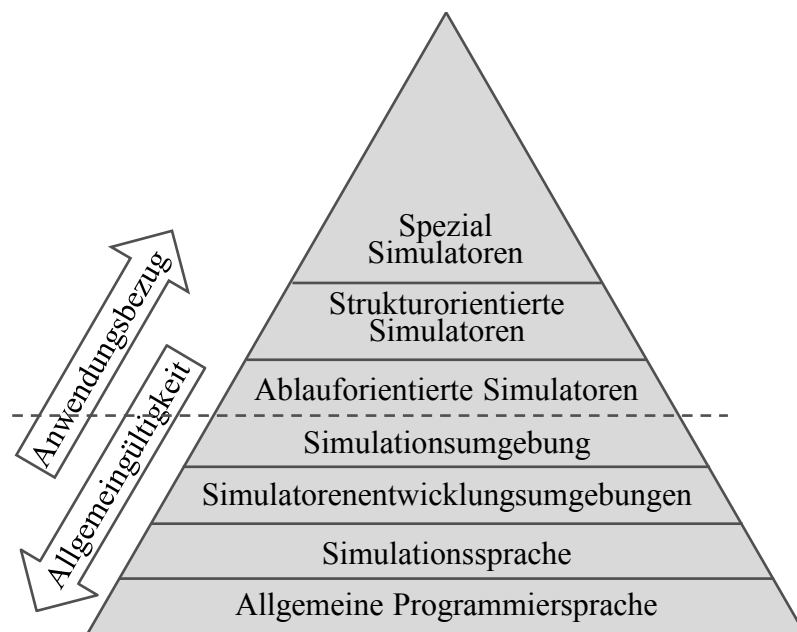 Spezial
Simulatoren
Strukturorientierte
Simulatoren
Ablauforientierte Simulatoren
Simulationsumgebung
Simulatorenentwicklungsumgebungen
Simulationssprache
Allgemeine Programmiersprache
Anwendungsbezug
Allgemeingültigkeit